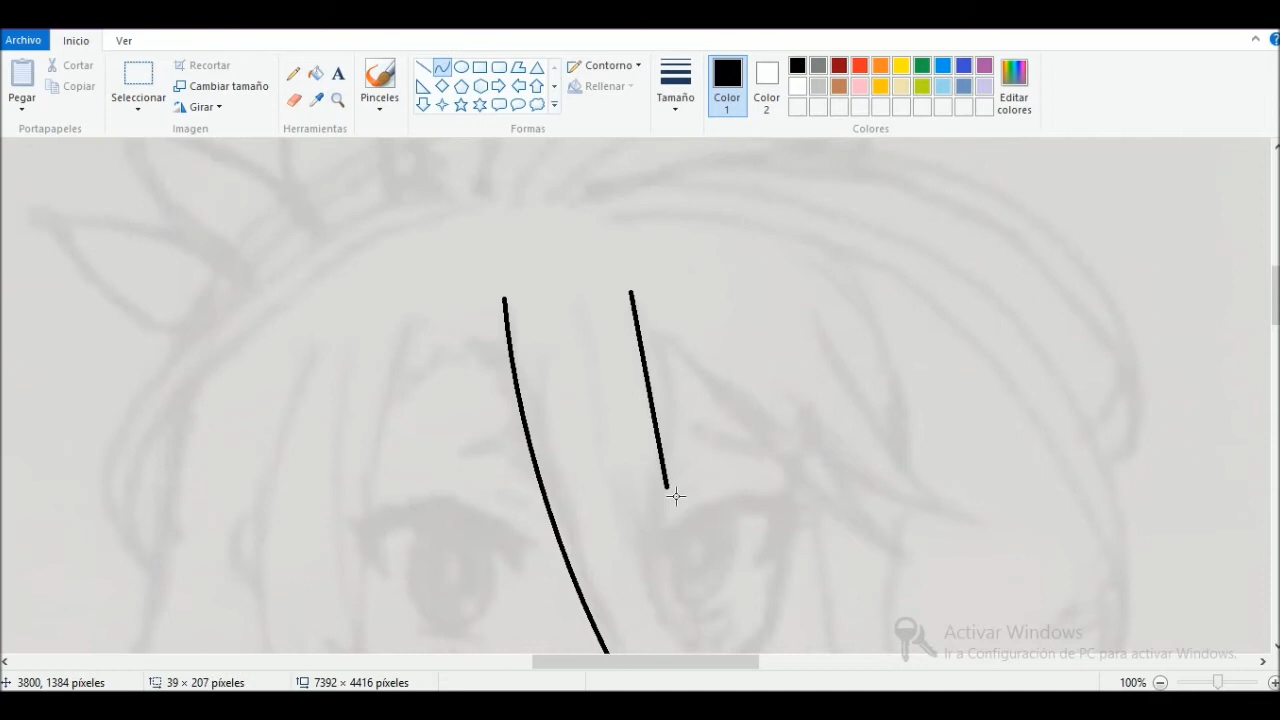 Archivo
Inicio
Ver
Pegar
Cortar
Copiar
Portapapeles
Seleccionar
Recortar
Cambiar tamaño
Girar
Imagen
A
Herramientas
Pinceles
Contorno
Rellenar
Formas
Tamaño
Color
1
Color
2
Editar
colores
Colores
Activar Windows
Ir a Configuración de PC para activar Windows.
3800, 1384 píxeles
39 × 207 píxeles
7392 × 4416 píxeles
100%